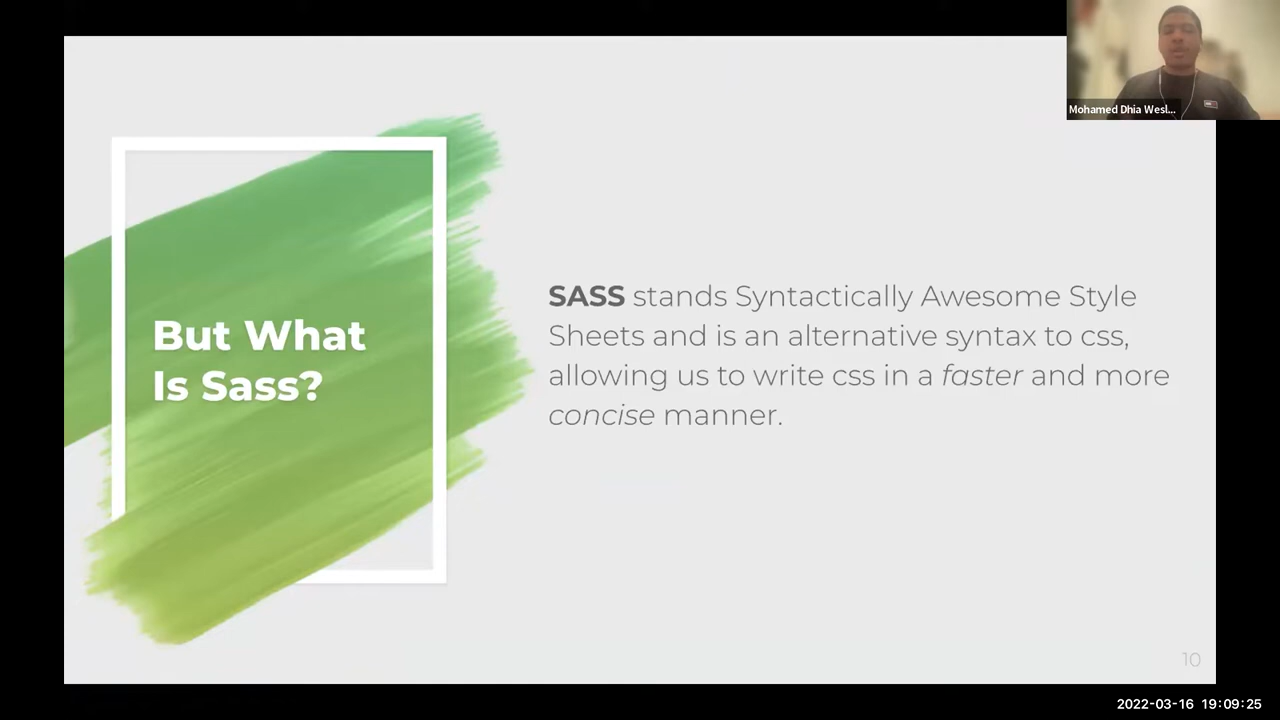 Mohamed Dhia Wesl...
But What
Is Sass?
SASS stands Syntactically Awesome Style
Sheets and is an alternative syntax to css,
allowing us to write css in a faster and more
concise manner.
10
2022-03-16 19:09:25